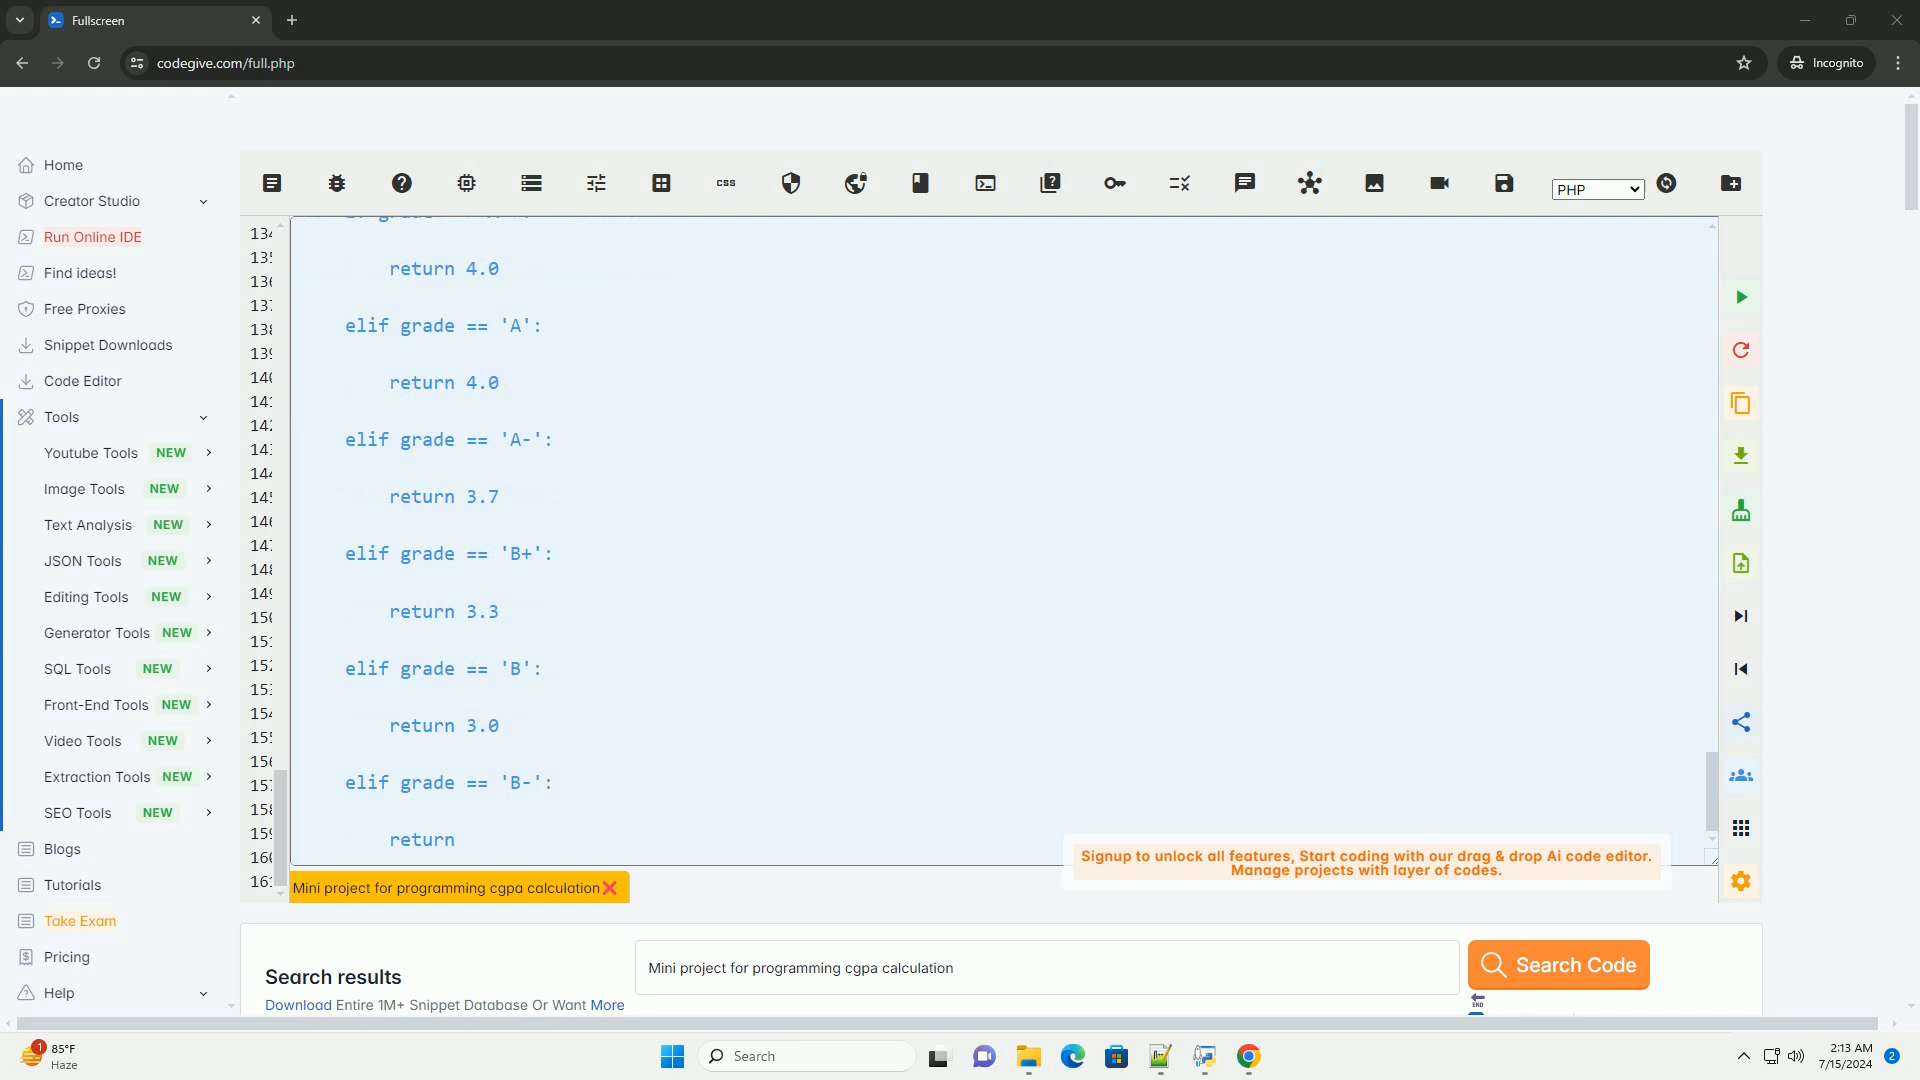 Fullscreen
codegive.com/full.php
Incognito
Home
Creator Studio
Run Online IDE
Find ideas!
Free Proxies
Snippet Downloads
Code Editor
Tools
Youtube Tools NEW
Image Tools NEW
Text Analysis NEW
JSON Tools NEW
Editing Tools NEW
Generator Tools NEW
SQL Tools NEW
Front-End Tools NEW
Video Tools NEW
Extraction Tools NEW
SEO Tools NEW
Blogs
Tutorials
Take Exam
Pricing
Help
css
PHP
return 4.0
elif grade == 'A':
return 4.0
elif grade == 'A-':
return 3.7
elif grade == 'B+':
return 3.3
elif grade == 'B':
return 3.0
elif grade == 'B-':
return
Signup to unlock all features, Start coding with our drag & drop Ai code editor.
Manage projects with layer of codes.
Mini project for programming cgpa calculation
Search results
Download Entire 1M+ Snippet Database Or Want More
Mini project for programming cgpa calculation
Search Code
END
1
85°F
Haze
Search
2:13 AM
7/15/2024
2